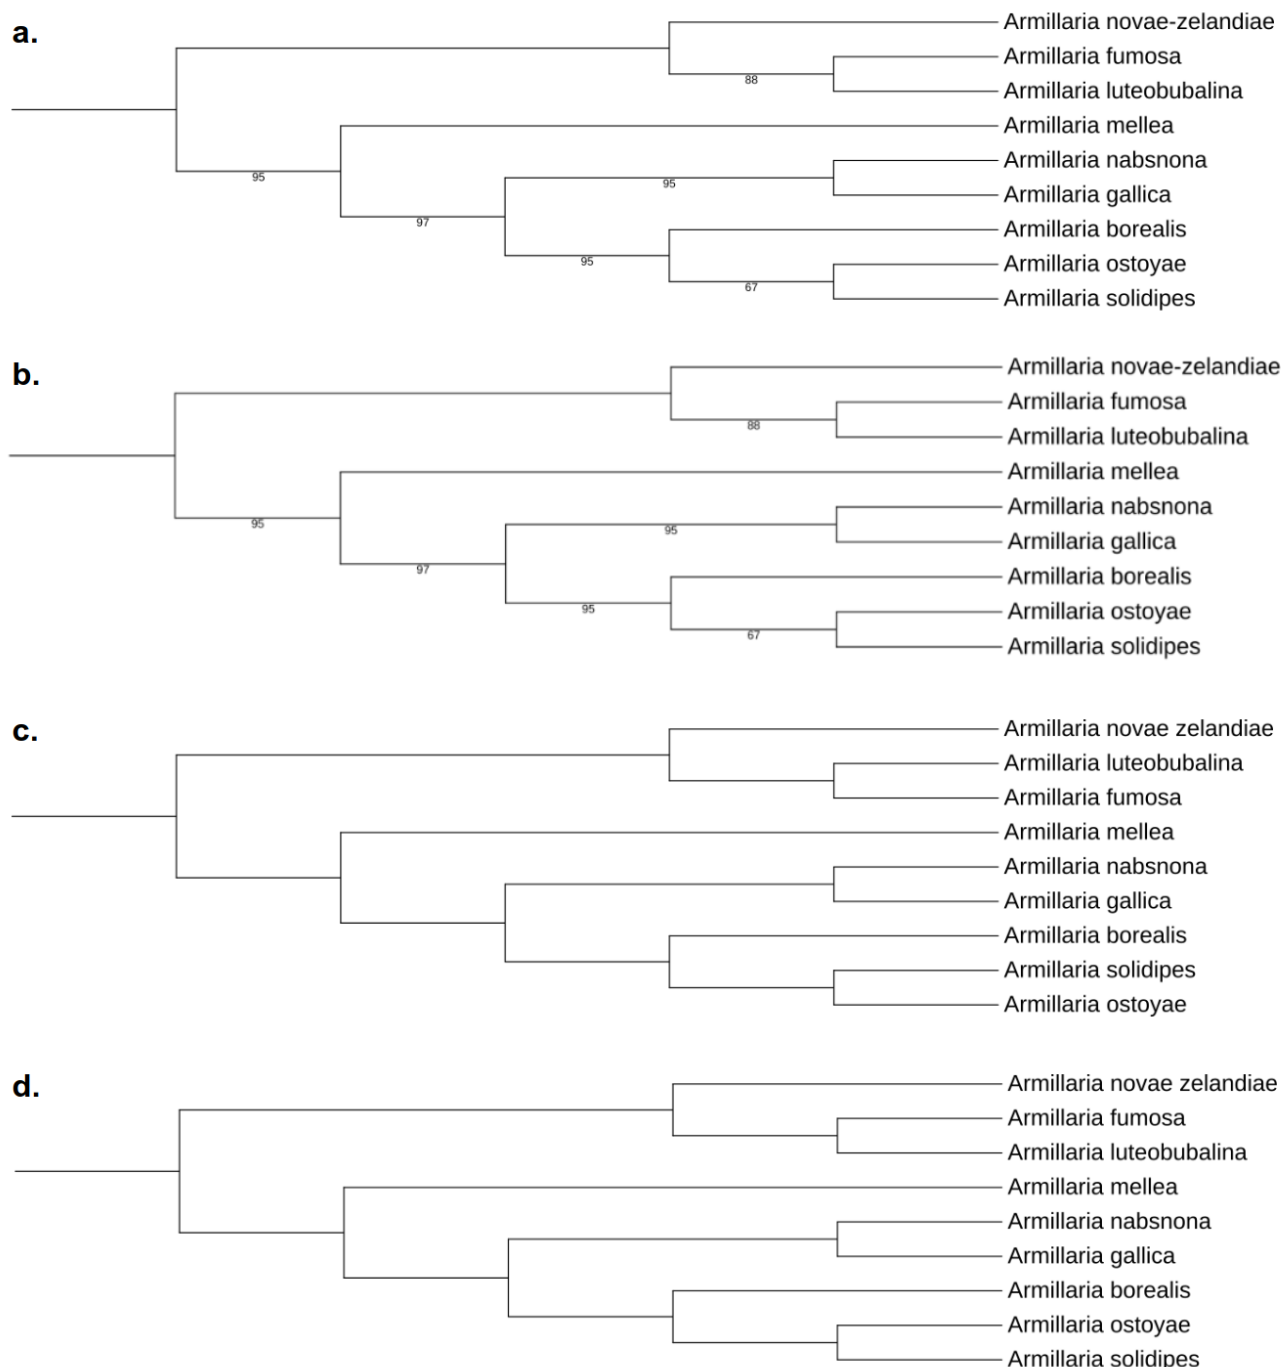 a.
Armillaria novae-zelandiae
Armillaria fumosa
88
Armillaria luteobubalina
Armillaria mellea
Armillaria nabsnona
95
95
Armillaria gallica
97
Armillaria borealis
95
Armillaria ostoyae
67
Armillaria solidipes
b.
Armillaria novae-zelandiae
Armillaria fumosa
88
Armillaria luteobubalina
Armillaria mellea
Armillaria nabsnona
95
95
Armillaria gallica
97
Armillaria borealis
95
Armillaria ostoyae
67
Armillaria solidipes
c.
Armillaria novae zelandiae
Armillaria luteobubalina
Armillaria fumosa
Armillaria mellea
Armillaria nabsnona
Armillaria gallica
Armillaria borealis
Armillaria solidipes
Armillaria ostoyae
d.
Armillaria novae zelandiae
Armillaria fumosa
Armillaria luteobubalina
Armillaria mellea
Armillaria nabsnona
Armillaria gallica
Armillaria borealis
Armillaria ostoyae
Armillaria solidipes